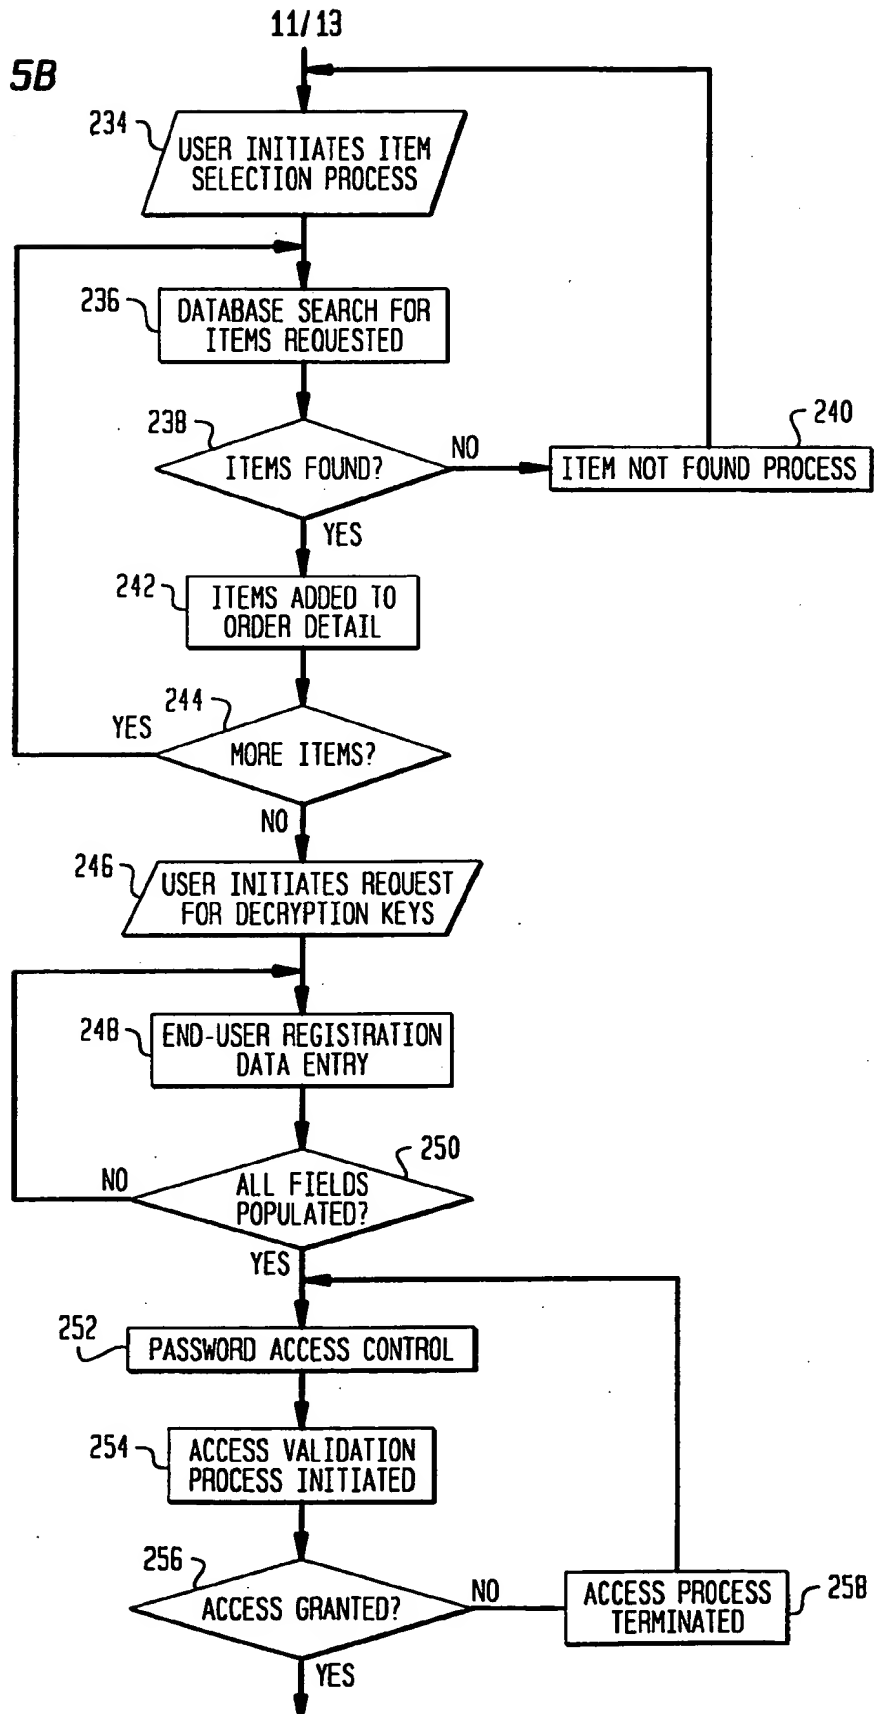 11/13
5B
234
USER INITIATES ITEM
SELECTION PROCESS
236
DATABASE SEARCH FOR
ITEMS REQUESTED
238
ITEMS FOUND?
NO
240
ITEM NOT FOUND PROCESS
YES
242
ITEMS ADDED TO
ORDER DETAIL
244
YES
MORE ITEMS?
NO
246
USER INITIATES REQUEST
FOR DECRYPTION KEYS
248
END-USER REGISTRATION
DATA ENTRY
250
NO
ALL FIELDS
POPULATED?
YES
252
PASSWORD ACCESS CONTROL
254
ACCESS VALIDATION
PROCESS INITIATED
256
ACCESS GRANTED?
NO
ACCESS PROCESS
TERMINATED
258
YES